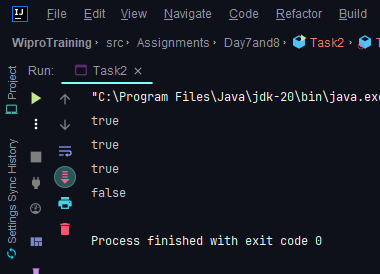 IJ File Edit View Navigate Code Refactor Build
WiproTraining › src › Assignments › Day7and8 › Task2 ›
Run: Task2 ×
Project
Settings Sync History
"C:\Program Files\Java\jdk-20\bin\java.exe
true
true
true
false
Process finished with exit code 0